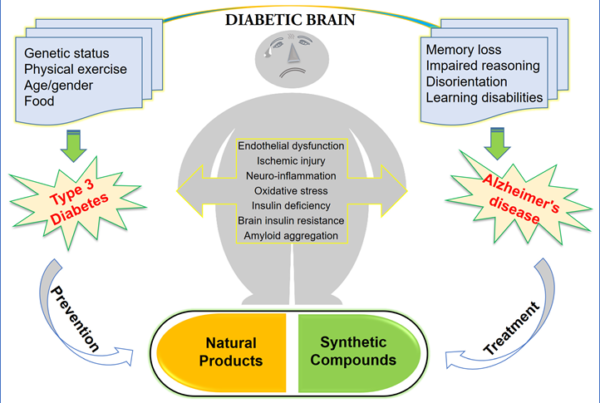 DIABETIC BRAIN
Genetic status
Physical exercise
Age/gender
Food
Memory loss
Impaired reasoning
Disorientation
Learning disabilities
Endothelial dysfunction
Ischemic injury
Neuro-inflammation
Oxidative stress
Insulin deficiency
Brain insulin resistance
Amyloid aggregation
Type 3
Diabetes
Alzheimer's
disease
Prevention
Treatment
Natural
Products
Synthetic
Compounds